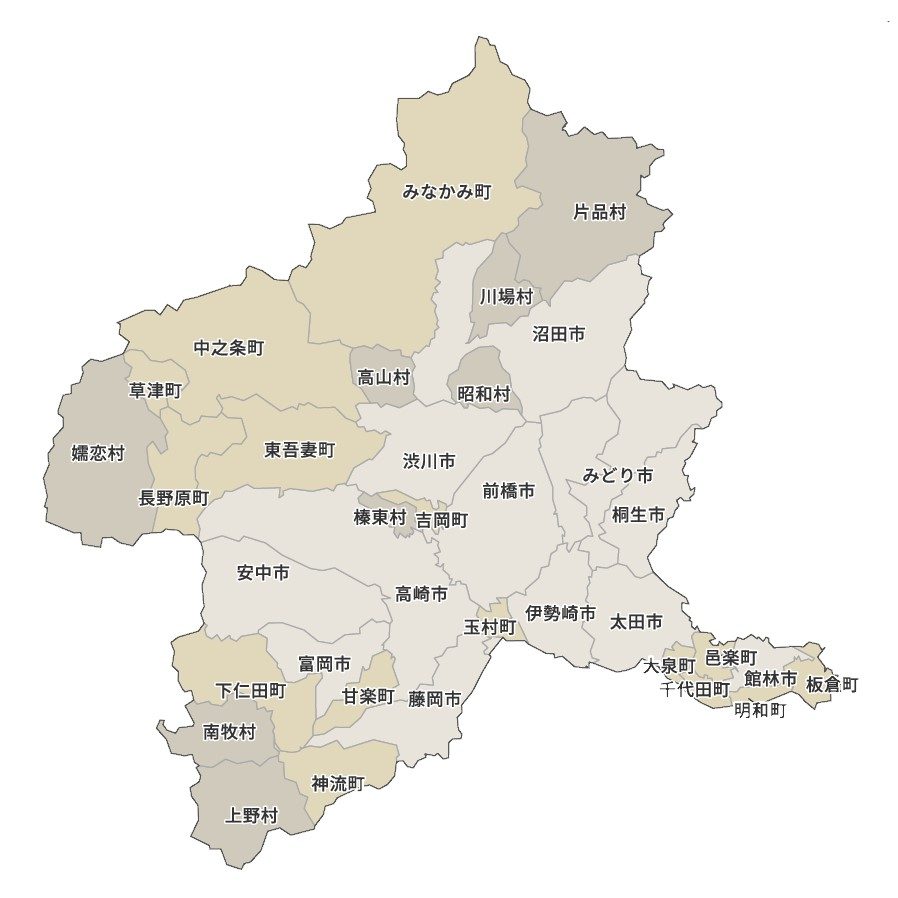 みなかみ町
片品村
川場村
沼田市
中之条町
高山村
草津町
昭和村
東吾妻町
嬬恋村
渋川市
みどり市
前橋市
長野原町
桐生市
榛東村
吉岡町
安中市
高崎市
伊勢崎市
太田市
玉村町
富岡市
大泉町
邑楽町
館林市
板倉町
下仁田町
甘楽町
藤岡市
千代田町
明和町
南牧村
神流町
上野村